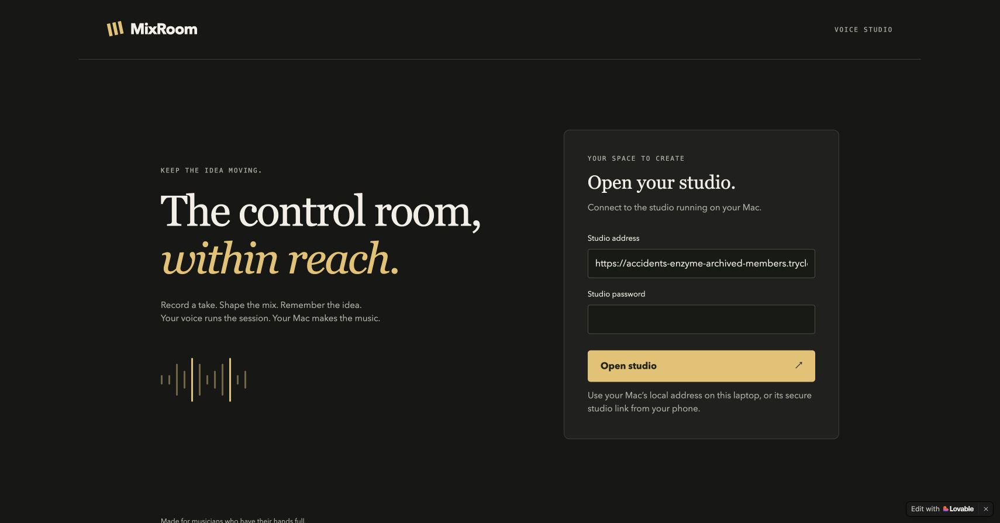 MixRoom
VOICE STUDIO
KEEP THE IDEA MOVING.
The control room,
within reach.
Record a take. Shape the mix. Remember the idea.
Your voice runs the session. Your Mac makes the music.
YOUR SPACE TO CREATE
Open your studio.
Connect to the studio running on your Mac.
Studio address
https://accidents-enzyme-archived-members.trycl
Studio password
Open studio ↗
Use your Mac’s local address on this laptop, or its secure
studio link from your phone.
Made for musicians who have their hands full.
Edit with Lovable ×